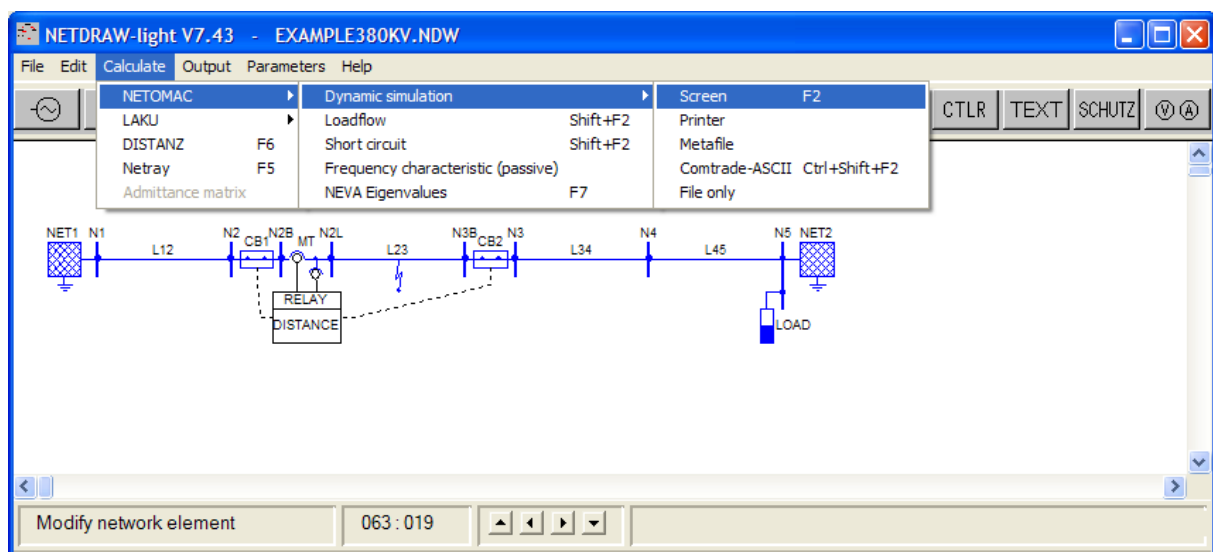 NETDRAW-light V7.43 - EXAMPLE380KV.NDW
File Edit Calculate Output Parameters Help
NETOMAC
LAKU
DISTANZ F6
Netray F5
Admittance matrix
Dynamic simulation
Loadflow Shift+F2
Short circuit Shift+F2
Frequency characteristic (passive)
NEVA Eigenvalues F7
Screen F2
Printer
Metafile
Comtrade-ASCII Ctrl+Shift+F2
File only
CTLR TEXT SCHUTZ V A
NET1 N1 L12 N2 CB1 N2B MT N2L L23 N3B CB2 N3 L34 N4 L45 N5 NET2
RELAY
DISTANCE
LOAD
Modify network element 063 : 019